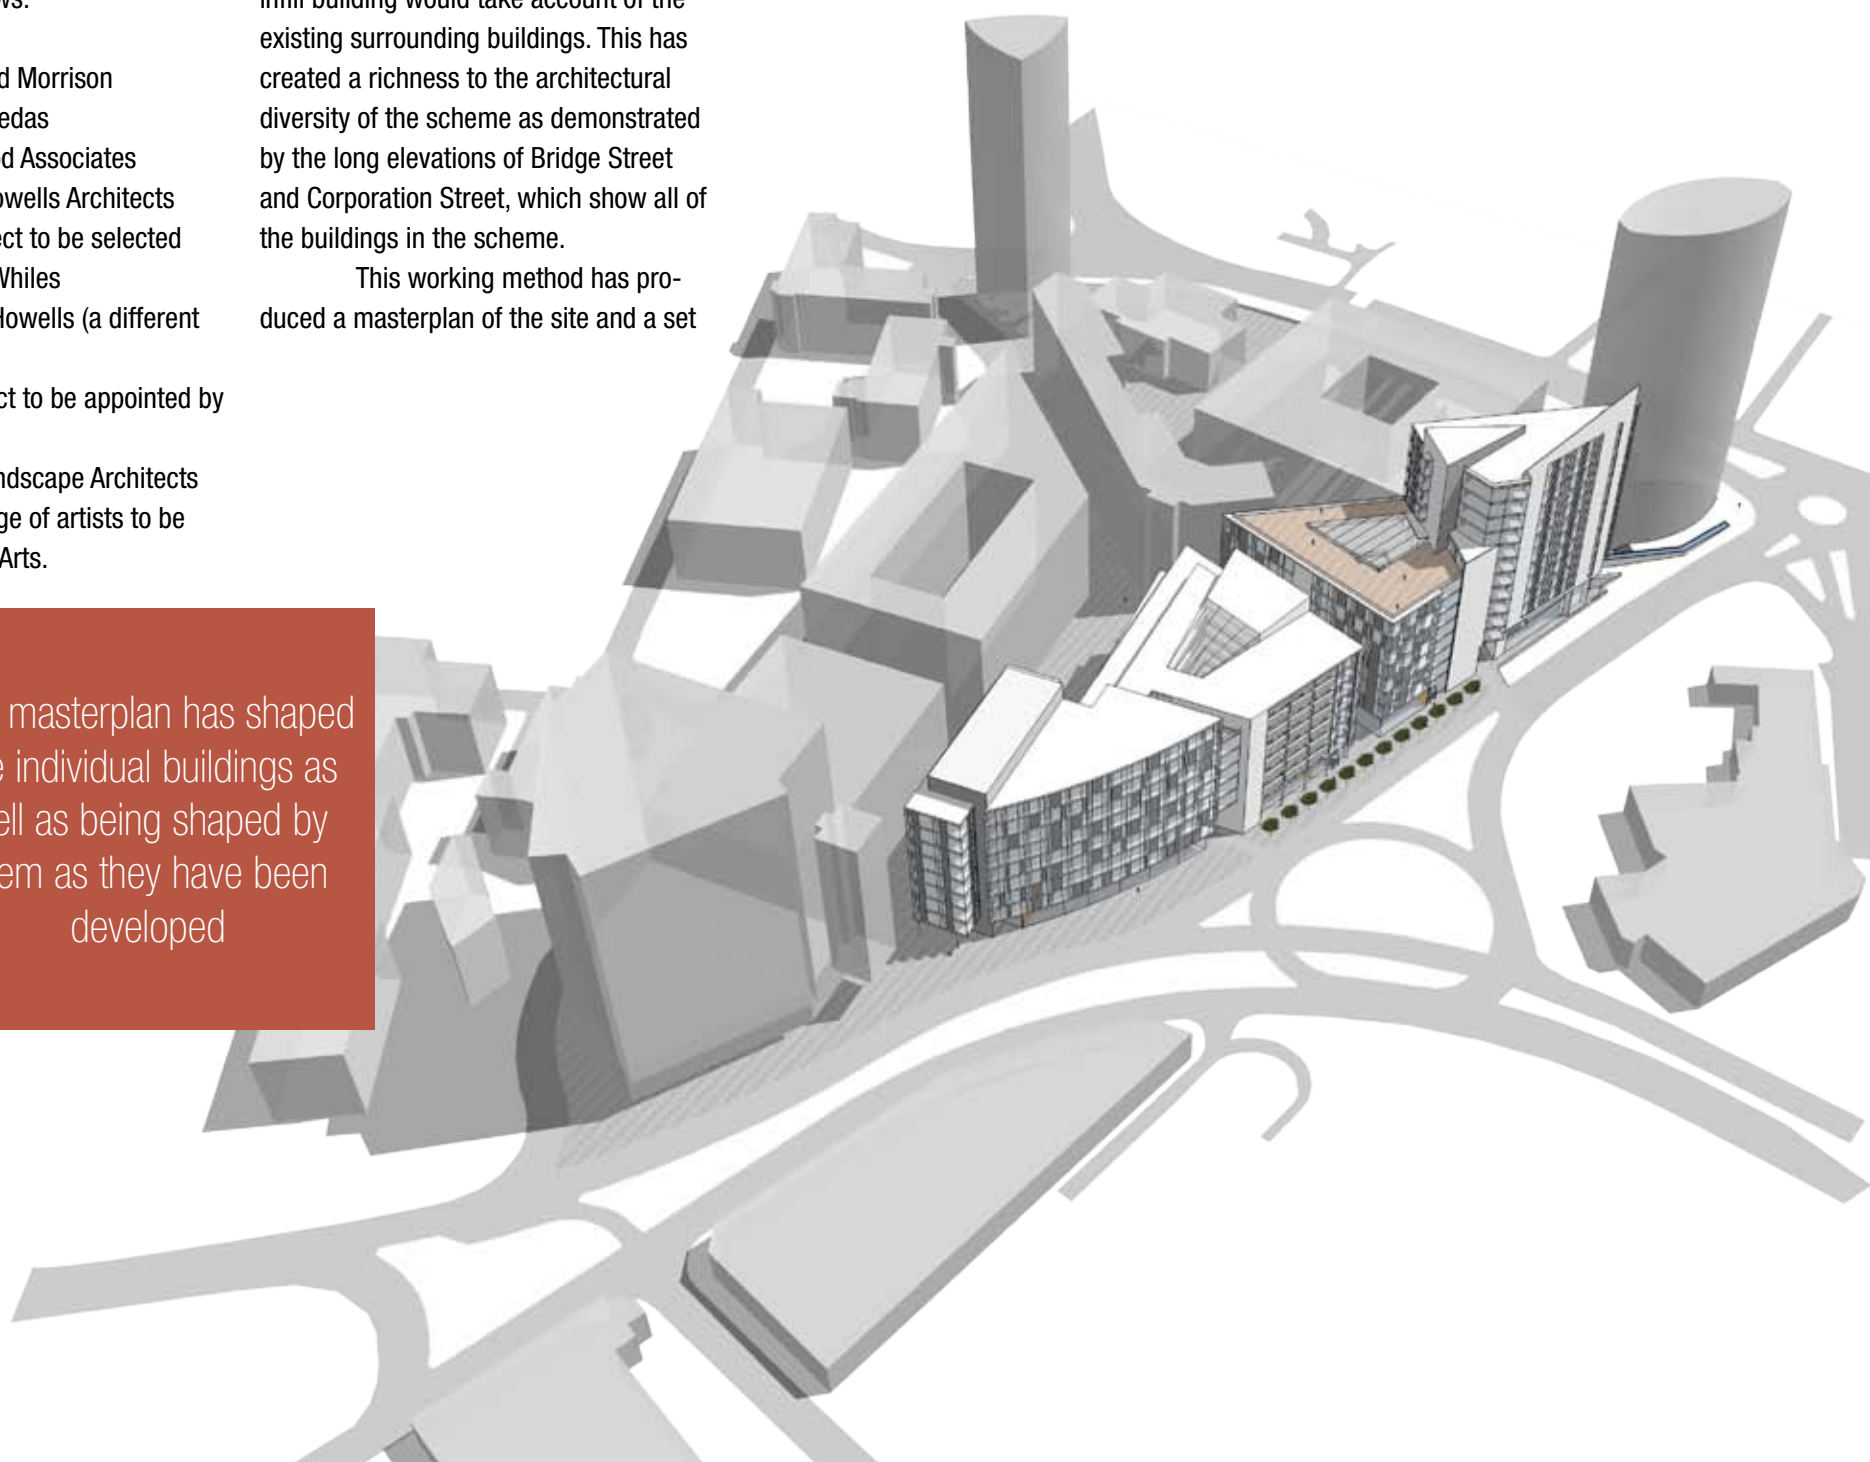 d Morrison
edas
d Associates
owells Architects
ect to be selected
Whiles
Howells (a different
ct to be appointed by
ndscape Architects
ge of artists to be
Arts.
infill building would take account of the
existing surrounding buildings. This has
created a richness to the architectural
diversity of the scheme as demonstrated
by the long elevations of Bridge Street
and Corporation Street, which show all of
the buildings in the scheme.
This working method has pro-
duced a masterplan of the site and a set
masterplan has shaped
e individual buildings as
ell as being shaped by
em as they have been
developed